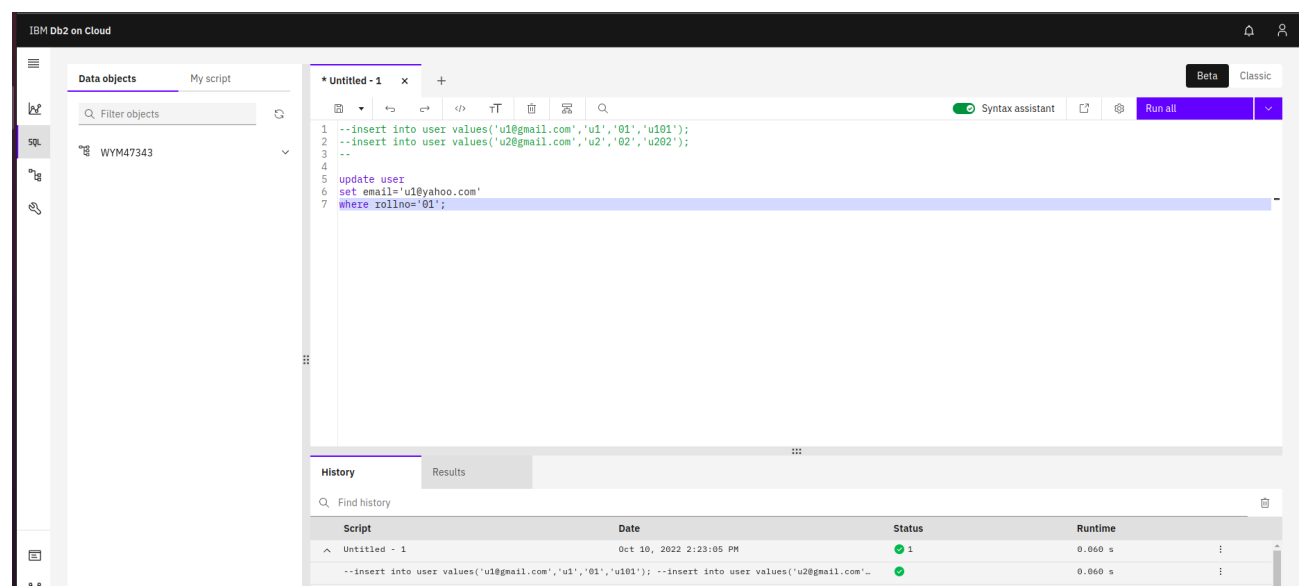 IBM Db2 on Cloud
Data objects My script
Filter objects
WYM47343
SQL
* Untitled - 1 × +
Beta Classic
Syntax assistant
Run all
1 --insert into user values('u1@gmail.com','u1','01','u101');
2 --insert into user values('u2@gmail.com','u2','02','u202');
3 --
4
5 update user
6 set email='u1@yahoo.com'
7 where rollno='01';
History Results
Find history
Script Date Status Runtime
Untitled - 1 Oct 10, 2022 2:23:05 PM 1 0.060 s
--insert into user values('u1@gmail.com','u1','01','u101'); --insert into user values('u2@gmail.com'… 0.060 s